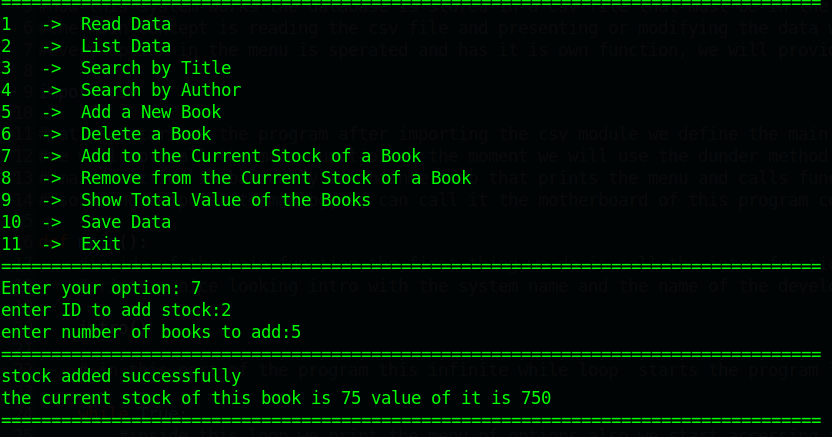 ================================================================================
1   ->  Read Data
2   ->  List Data
3   ->  Search by Title
4   ->  Search by Author
5   ->  Add a New Book
6   ->  Delete a Book
7   ->  Add to the Current Stock of a Book
8   ->  Remove from the Current Stock of a Book
9   ->  Show Total Value of the Books
10  ->  Save Data
11  ->  Exit
==================================================================================
Enter your option: 7
enter ID to add stock:2
enter number of books to add:5
==================================================================================
stock added successfully
the current stock of this book is 75 value of it is 750
==================================================================================